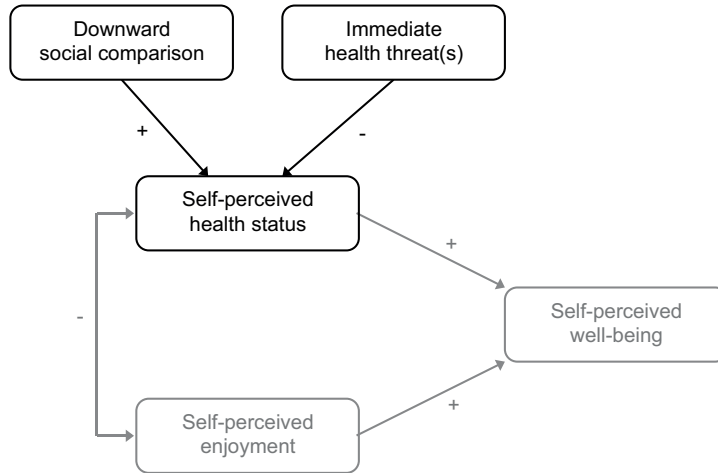 Downward
social comparison
Immediate
health threat(s)
+
-
Self-perceived
health status
+
-
Self-perceived
well-being
+
Self-perceived
enjoyment